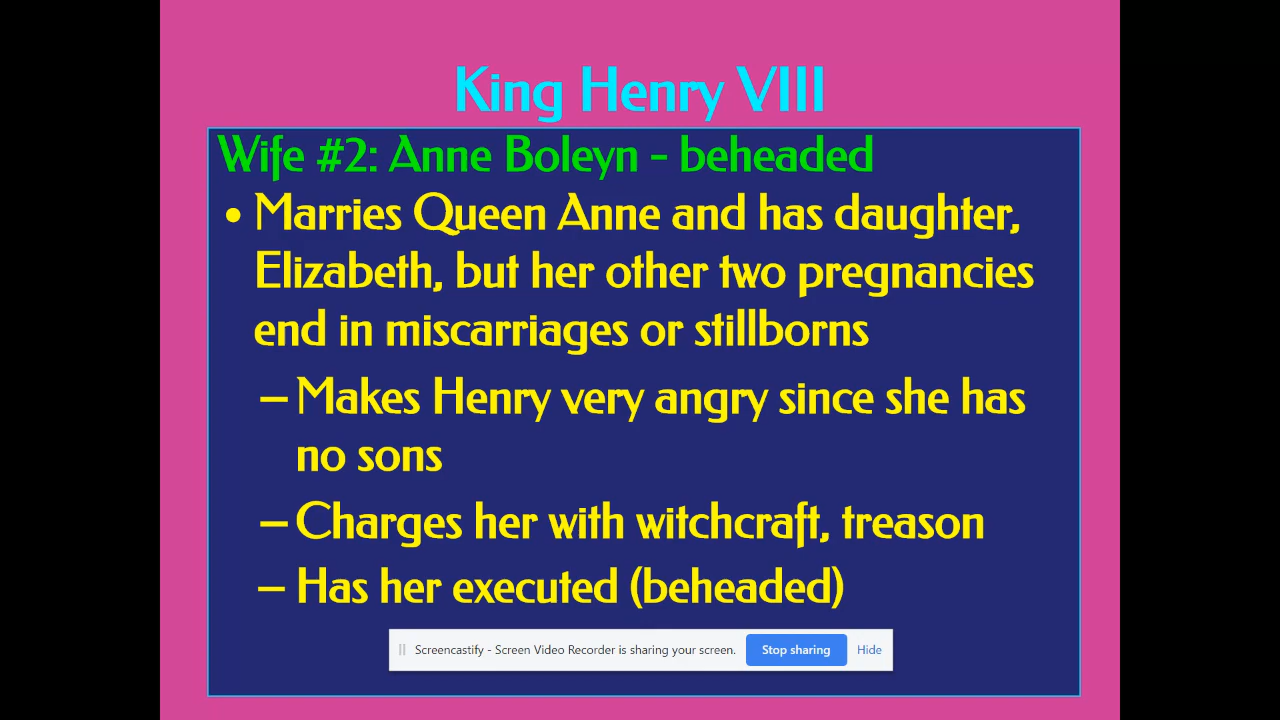 King Henry VIII
Wife #2: Anne Boleyn - beheaded
• Marries Queen Anne and has daughter,
Elizabeth, but her other two pregnancies
end in miscarriages or stillborns
– Makes Henry very angry since she has
no sons
– Charges her with witchcraft, treason
– Has her executed (beheaded)
Screencastify - Screen Video Recorder is sharing your screen. Stop sharing Hide